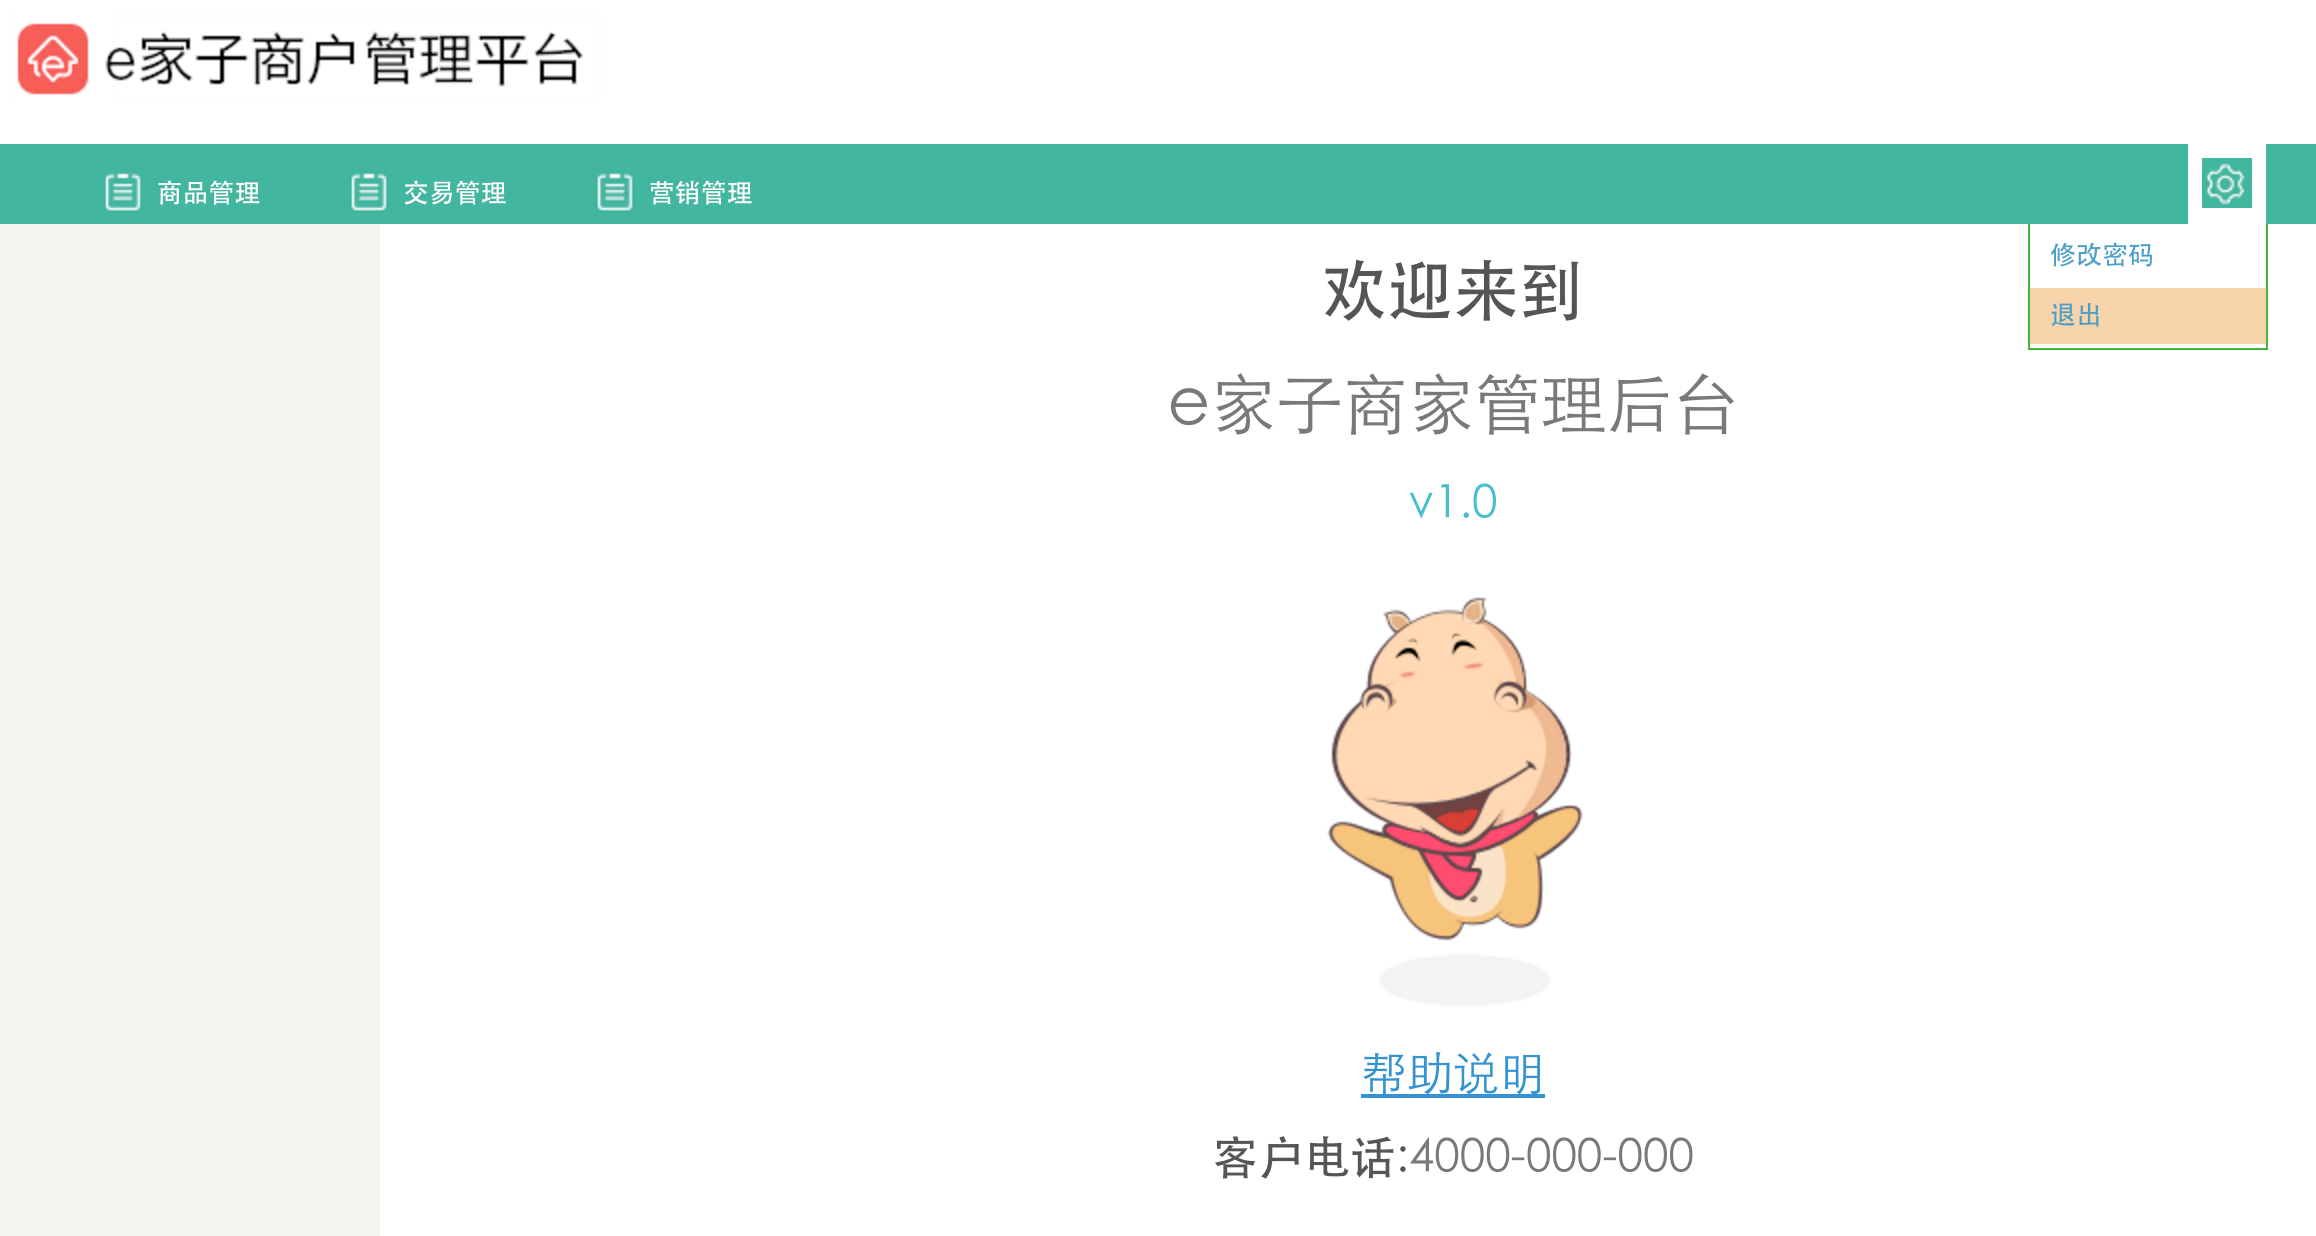 e家子商户管理平台
商品管理 交易管理 营销管理
修改密码
退出
欢迎来到
e家子商家管理后台
v1.0
帮助说明
客户电话:4000-000-000